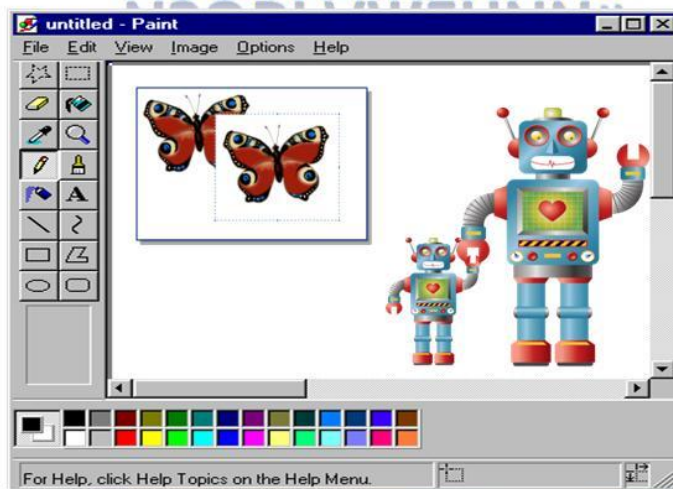 untitled - Paint
File Edit View Image Options Help
A
For Help, click Help Topics on the Help Menu.